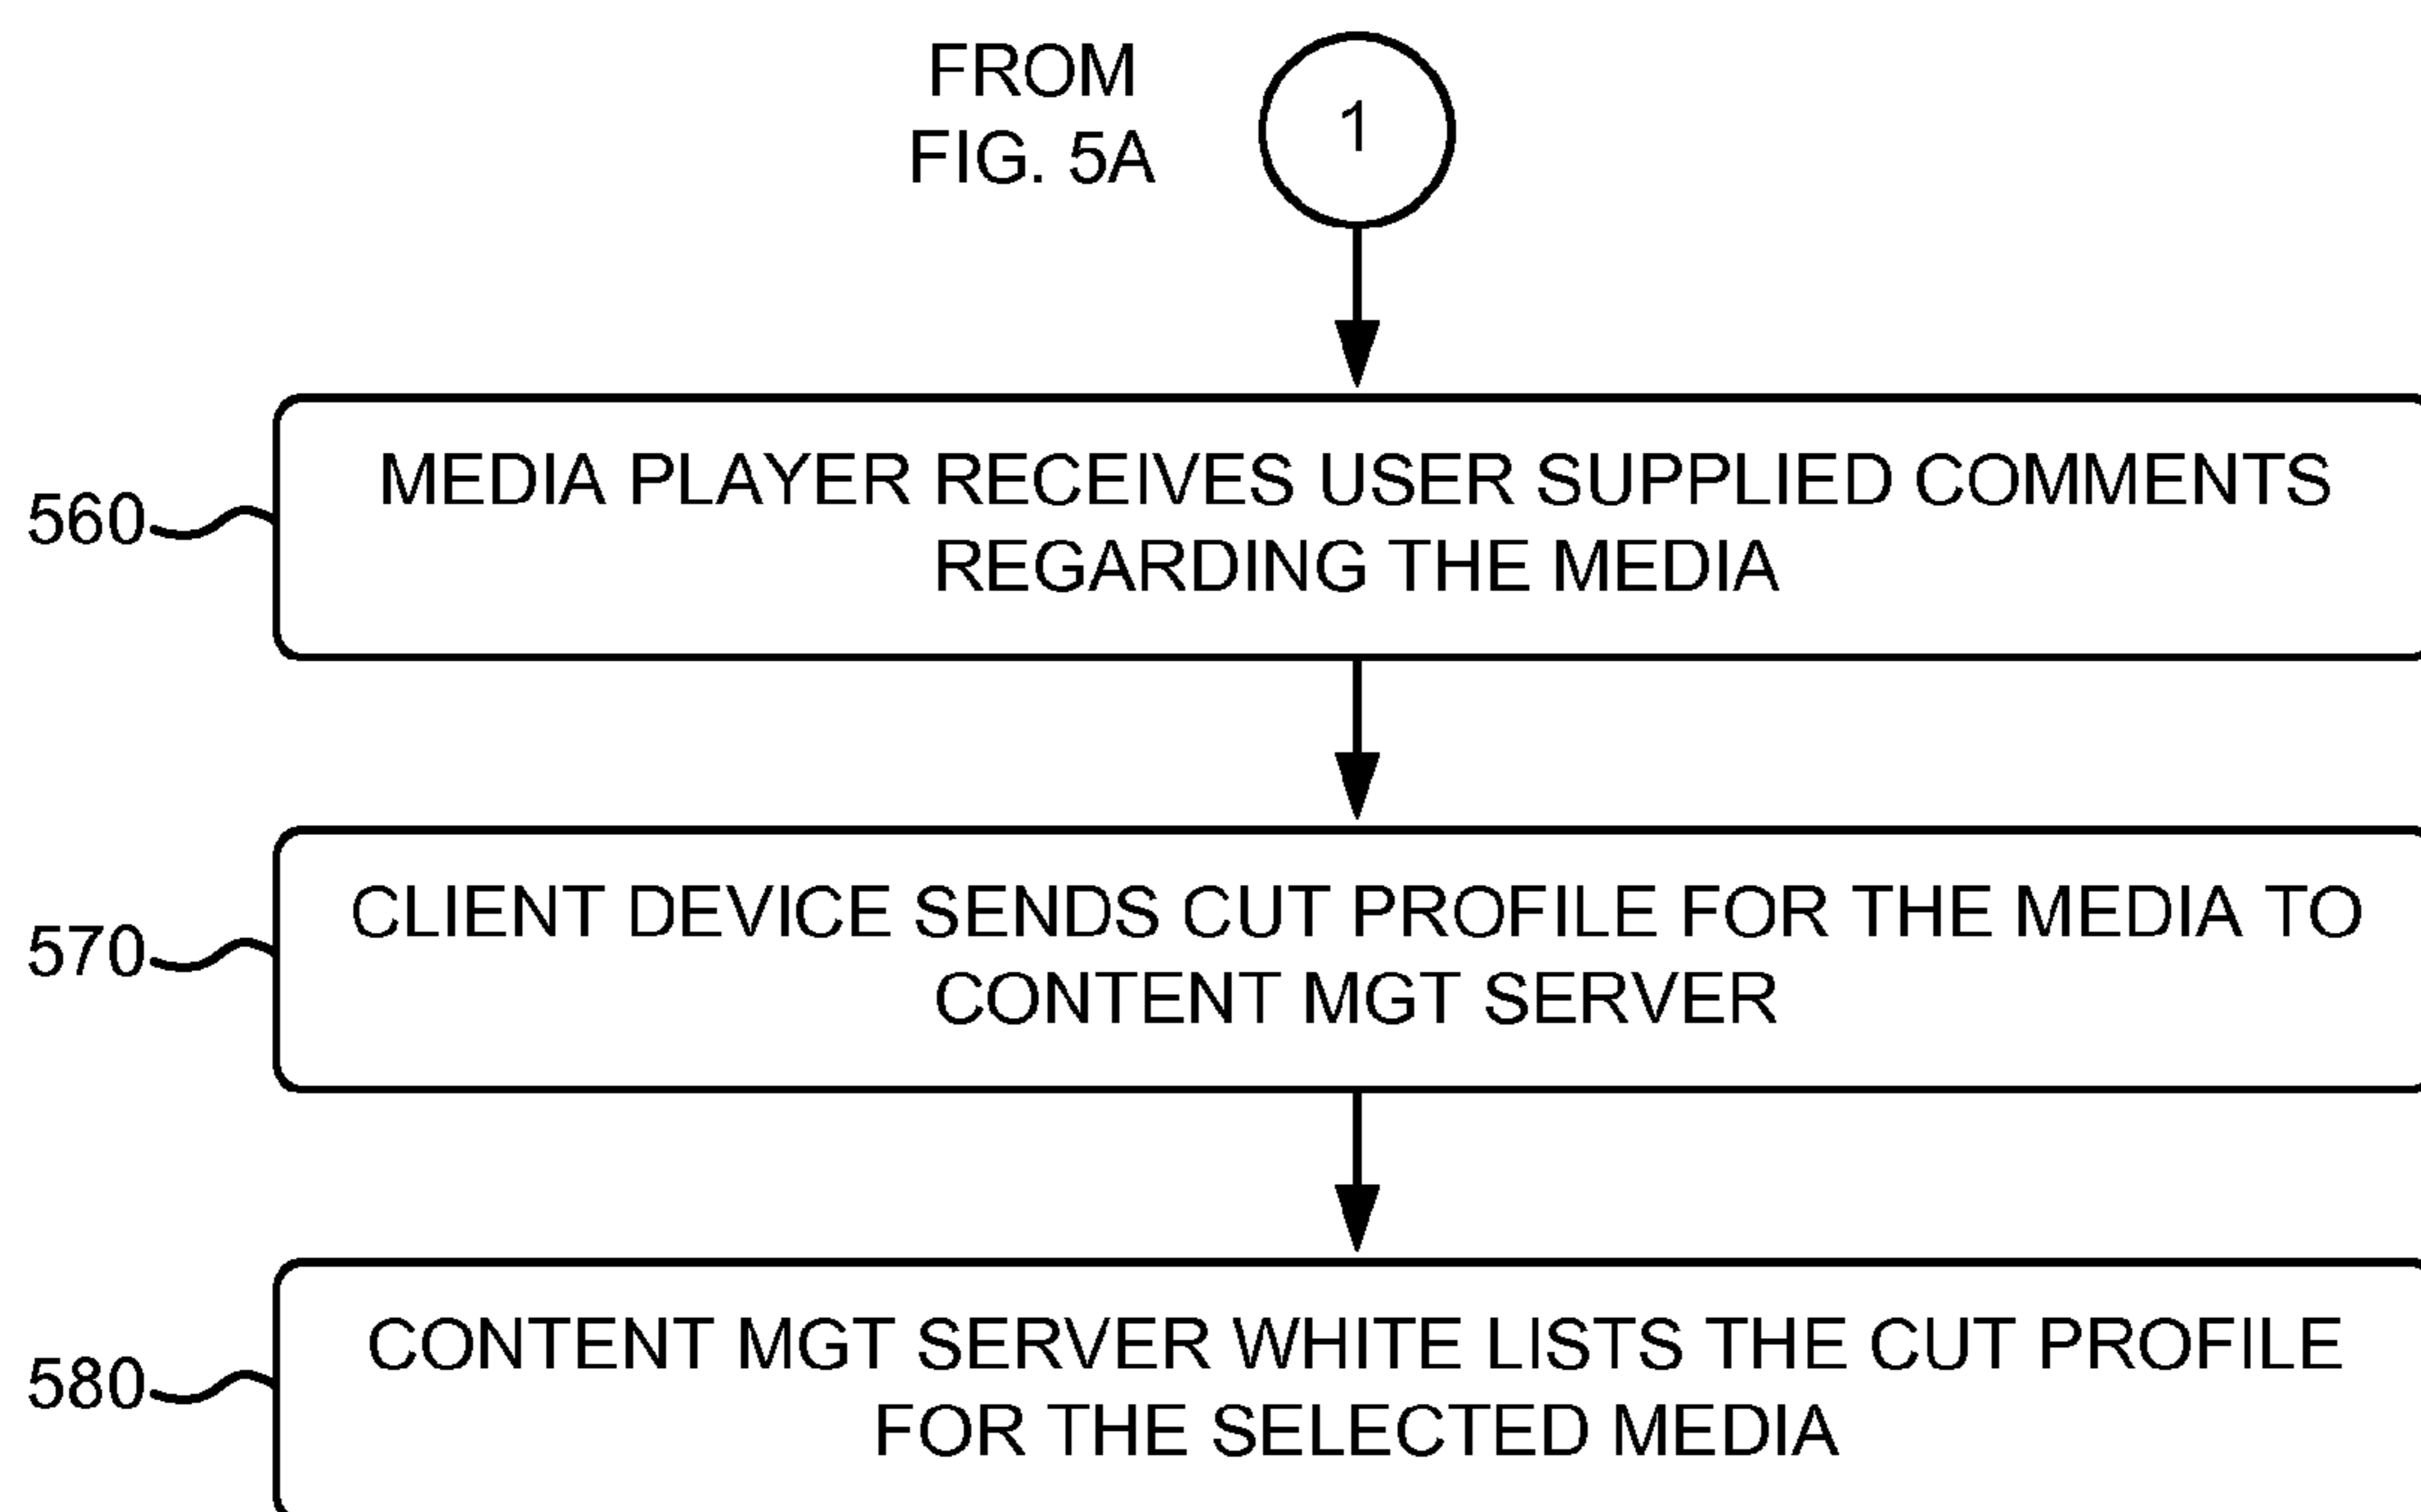 FROM
FIG. 5A
1
560
MEDIA PLAYER RECEIVES USER SUPPLIED COMMENTS
REGARDING THE MEDIA
570
CLIENT DEVICE SENDS CUT PROFILE FOR THE MEDIA TO
CONTENT MGT SERVER
580
CONTENT MGT SERVER WHITE LISTS THE CUT PROFILE
FOR THE SELECTED MEDIA